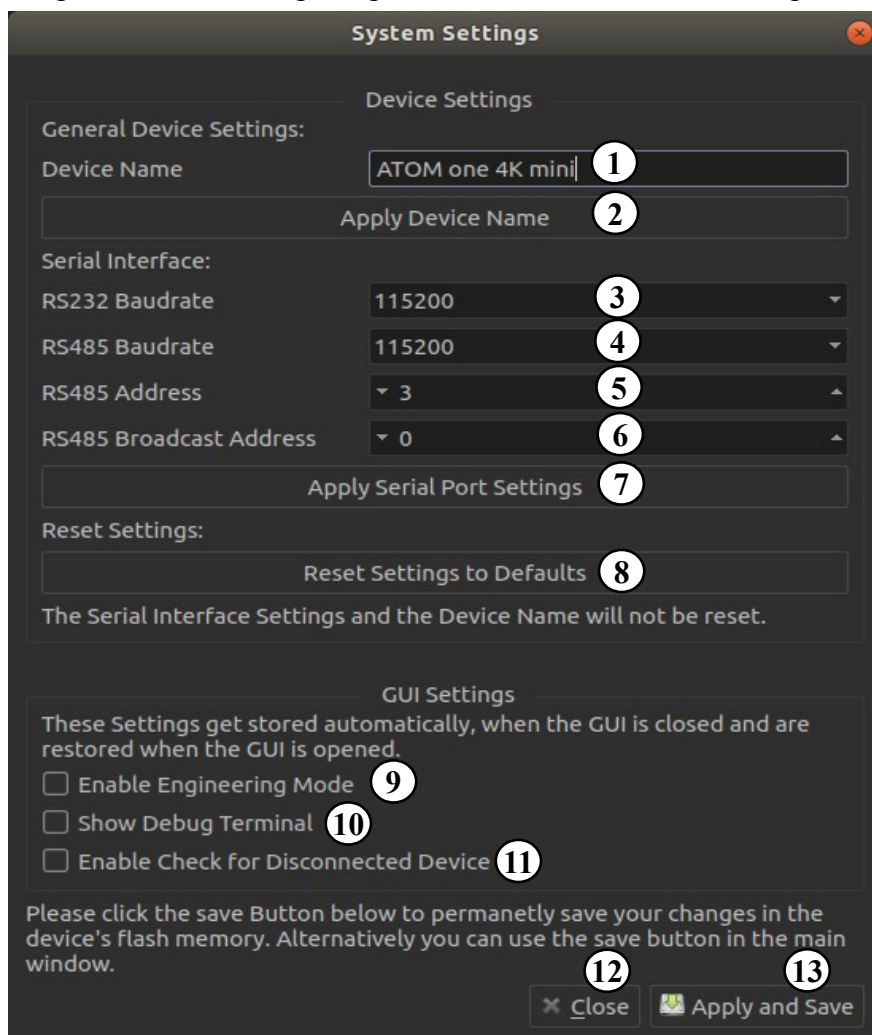 System Settings
Device Settings
General Device Settings:
Device Name ATOM one 4K mini 1
Apply Device Name 2
Serial Interface:
RS232 Baudrate 115200 3
RS485 Baudrate 115200 4
RS485 Address 3 5
RS485 Broadcast Address 0 6
Apply Serial Port Settings 7
Reset Settings:
Reset Settings to Defaults 8
The Serial Interface Settings and the Device Name will not be reset.
GUI Settings
These Settings get stored automatically, when the GUI is closed and are
restored when the GUI is opened.
Enable Engineering Mode 9
Show Debug Terminal 10
Enable Check for Disconnected Device 11
Please click the save Button below to permanetly save your changes in the
device's flash memory. Alternatively you can use the save button in the main
window.
12 13
Close Apply and Save